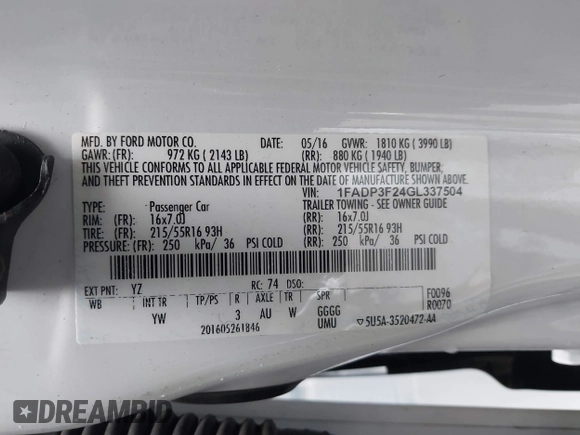 MFD. BY FORD MOTOR CO. DATE: 05/16 GVWR: 1810 KG ( 3990 LB)
GAWR: (FR): 972 KG ( 2143 LB) (RR): 880 KG ( 1940 LB)
THIS VEHICLE CONFORMS TO ALL APPLICABLE FEDERAL MOTOR VEHICLE SAFETY, BUMPER,
AND THEFT PREVENTION STANDARDS IN EFFECT ON THE DATE OF MANUFACTURE SHOWN ABOVE.
VIN: 1FADP3F24GL337504
TYPE: Passenger Car TRAILER TOWING - SEE OWNER GUIDE
RIM: (FR): 16x7.0J (RR): 16x7.0J
TIRE: (FR): 215/55R16 93H (RR): 215/55R16 93H
PRESSURE: (FR): 250 kPa/ 36 PSI COLD (RR): 250 kPa/ 36 PSI COLD
EXT PNT: YZ RC: 74 DSO: F0096
WB INT TR TP/PS R AXLE TR SPR R0070
YW 3 AU W GGGG
201605261846 UMU ▽5U5A-3520472-AA
DREAMBID